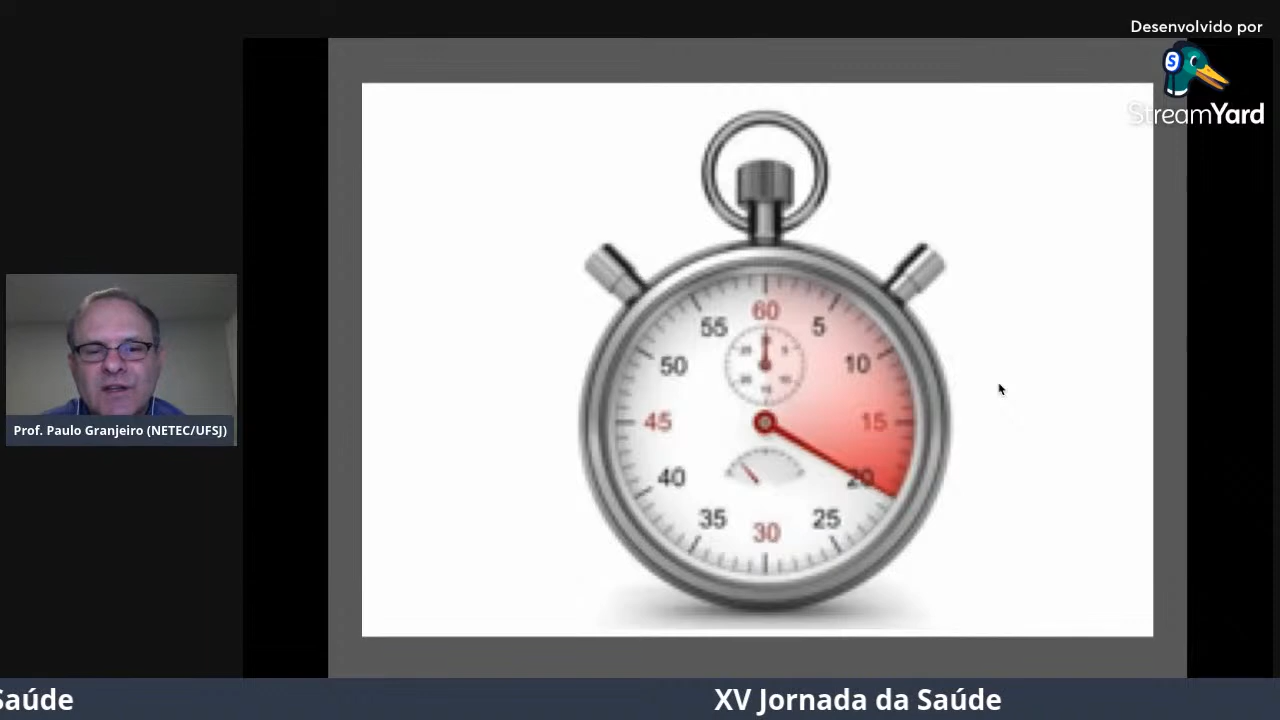 Desenvolvido por
StreamYard
60
55
5
50
10
45
15
40
20
35
25
30
Prof. Paulo Granjeiro (NETEC/UFSJ)
Saúde
XV Jornada da Saúde